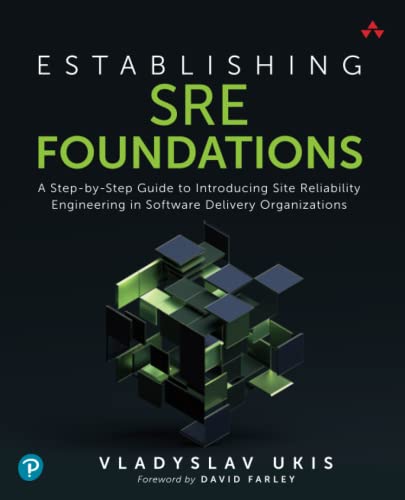 ESTABLISHING
SRE
FOUNDATIONS
A Step-by-Step Guide to Introducing Site Reliability
Engineering in Software Delivery Organizations
P
VLADYSLAV UKIS
Foreword by DAVID FARLEY